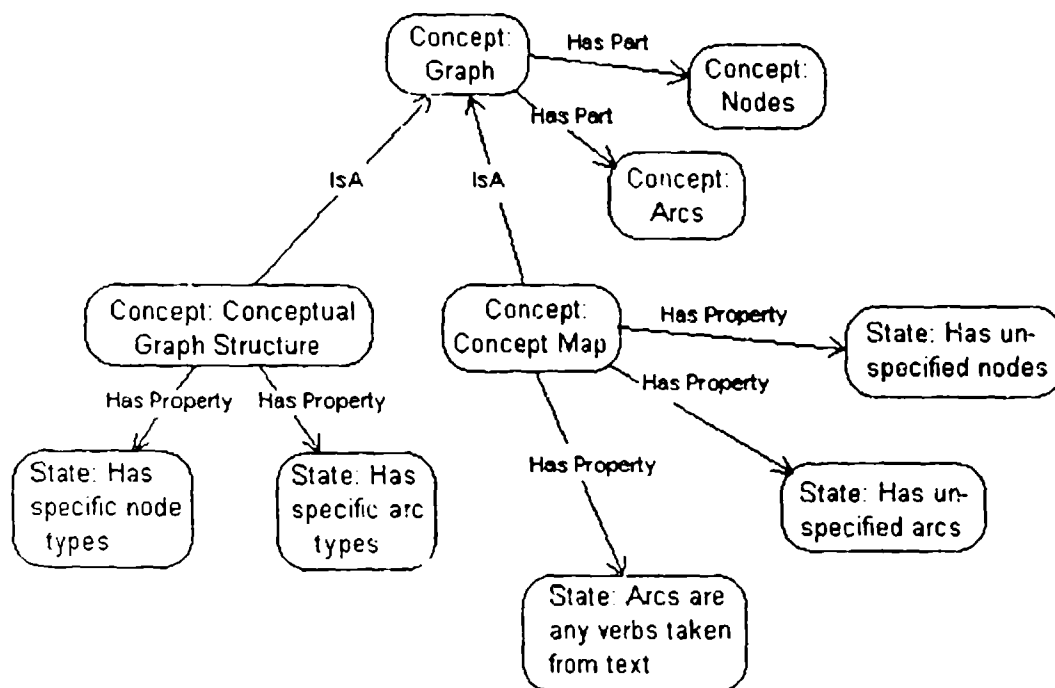 Concept:
Graph
Has Part
Concept:
Nodes
Has Part
Concept:
Arcs
IsA
IsA
Concept: Conceptual
Graph Structure
Concept:
Concept Map
Has Property
State: Has un-
specified nodes
Has Property
Has Property
Has Property
State: Has
specific node
types
State: Has
specific arc
types
Has Property
State: Has un-
specified arcs
State: Arcs are
any verbs taken
from text